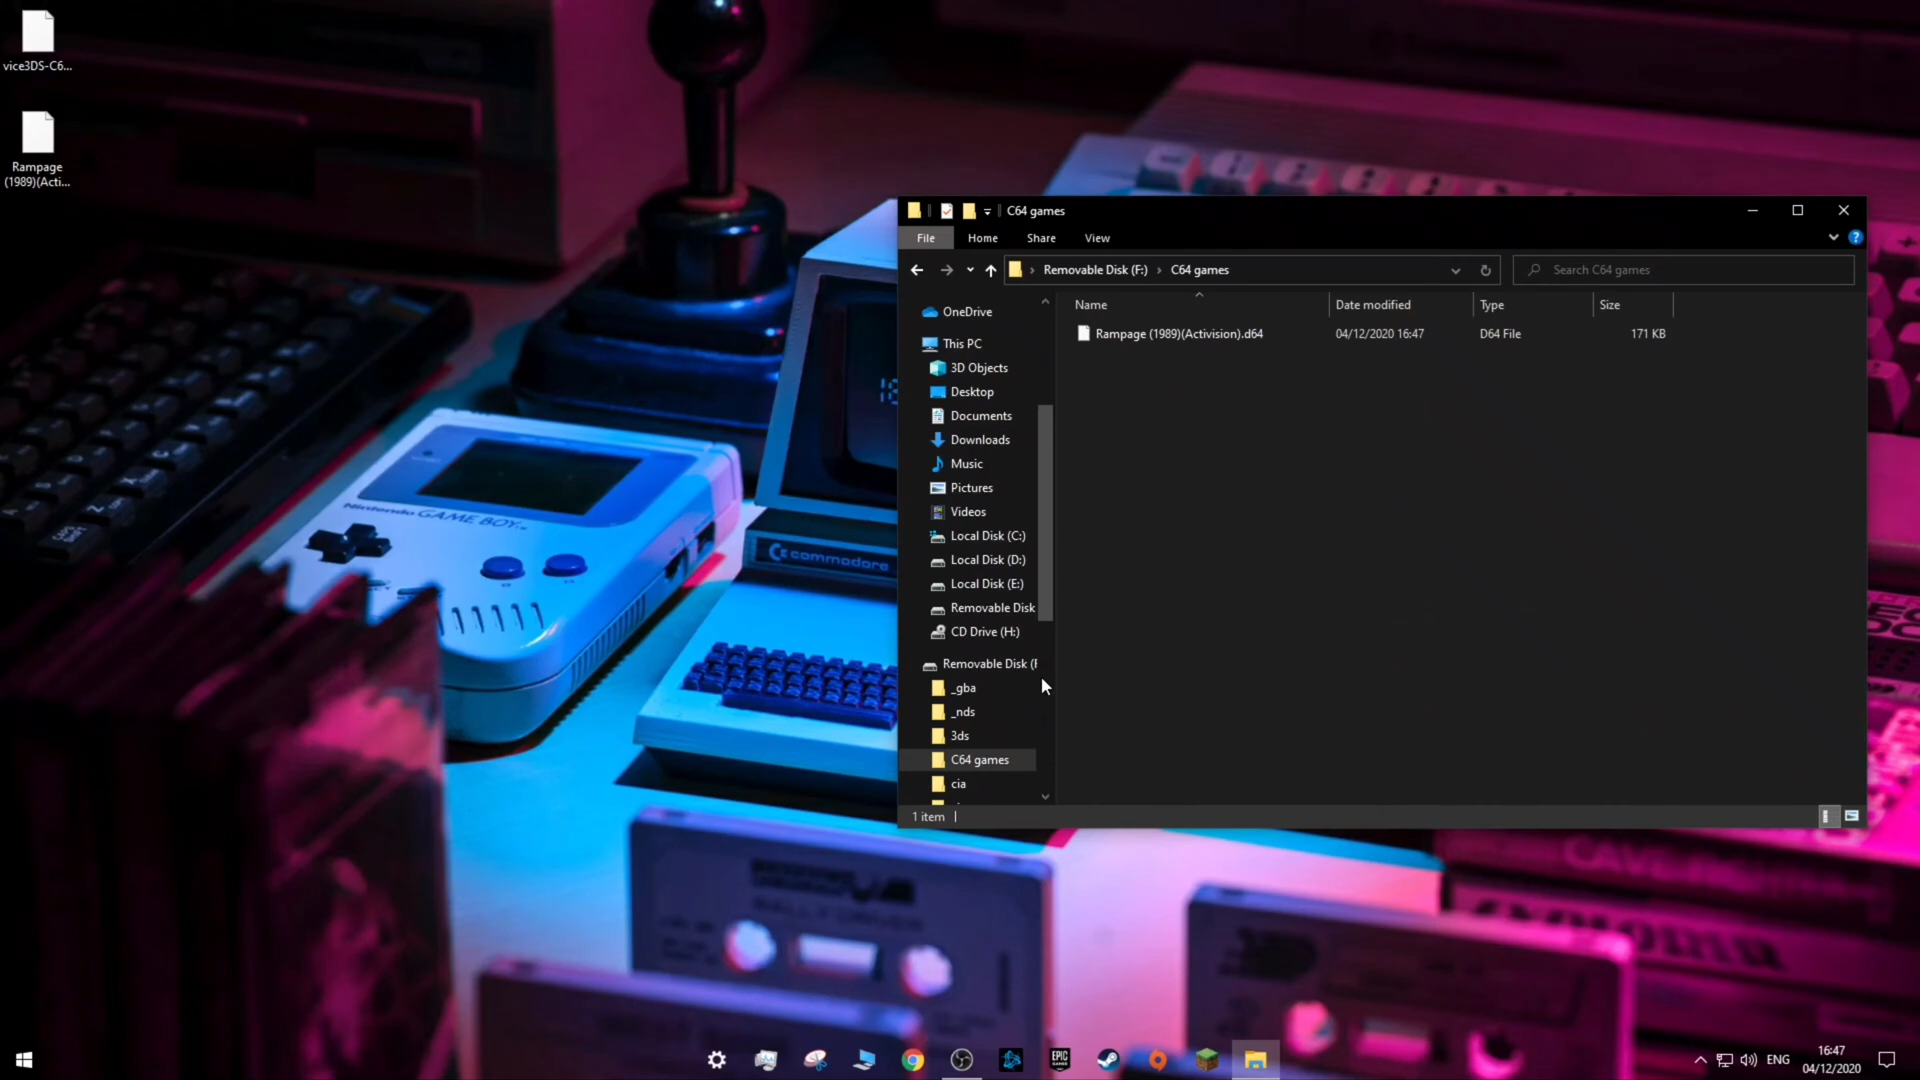 vice3DS-C6...
Rampage
(1989)(Acti...
C64 games
File
Home
Share
View
Removable Disk (F:)
C64 games
Search C64 games
Name
Date modified
Type
Size
OneDrive
This PC
3D Objects
Desktop
Documents
Downloads
Music
Pictures
Videos
Local Disk (C:)
Local Disk (D:)
Local Disk (E:)
Removable Disk
CD Drive (H:)
Removable Disk (F
_gba
_nds
3ds
C64 games
cia
Rampage (1989)(Activision).d64
04/12/2020 16:47
D64 File
171 KB
1 item
Nintendo GAME BOY
commodore
EPIC
GAMES
ENG
16:47
04/12/2020